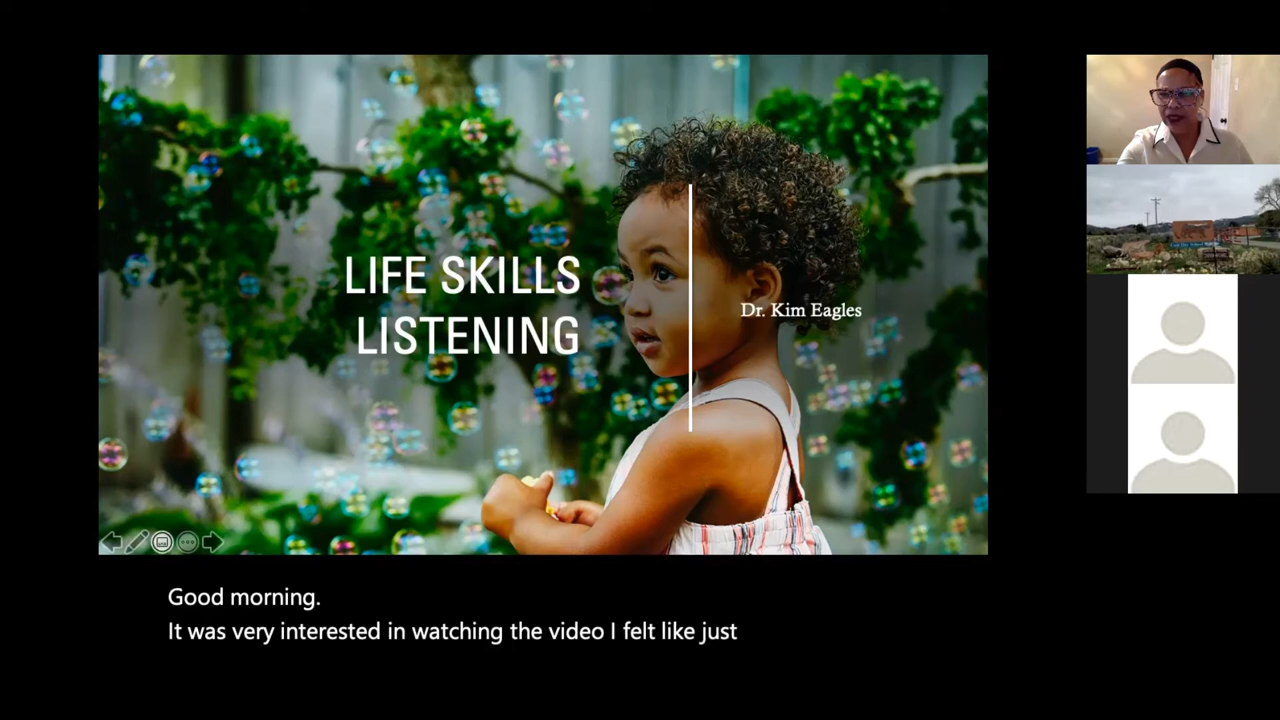 LIFE SKILLS
LISTENING
Dr. Kim Eagles
Good morning.
It was very interested in watching the video I felt like just